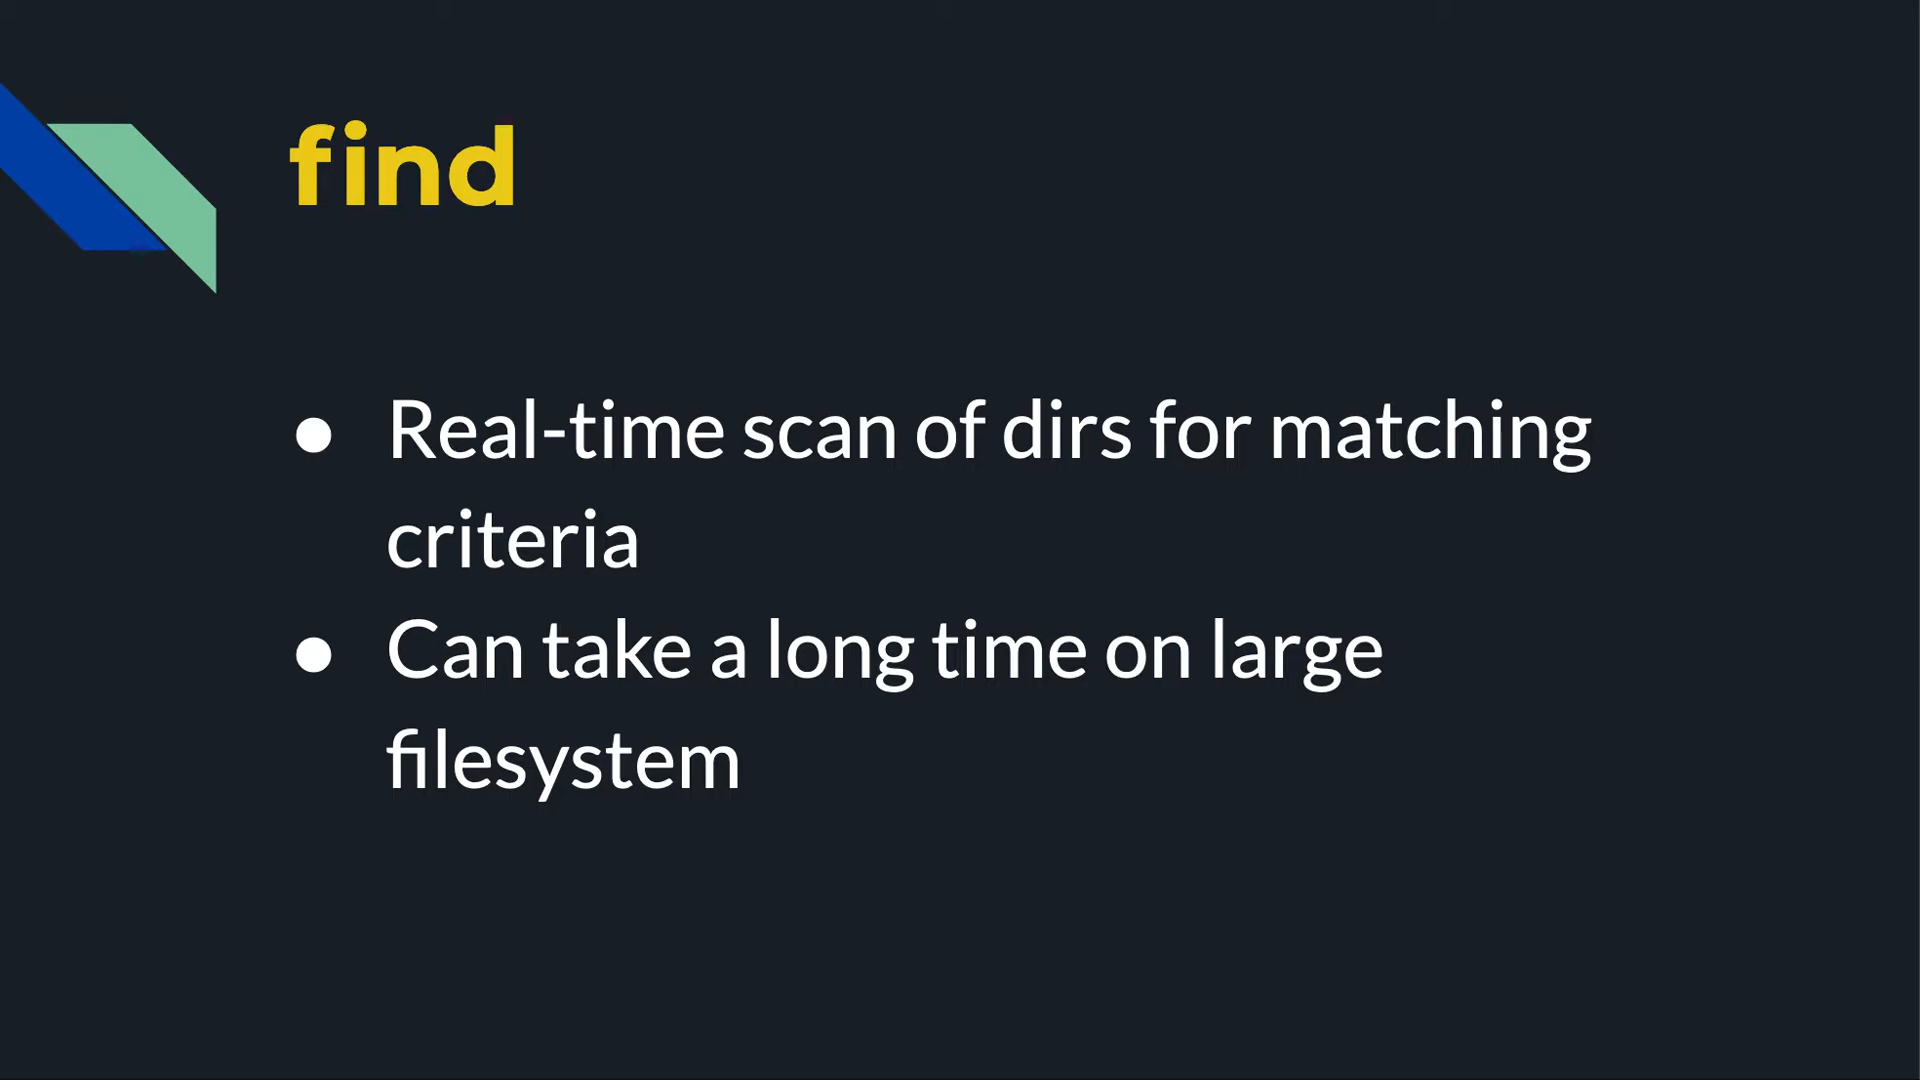 find
● Real-time scan of dirs for matching
criteria
● Can take a long time on large
filesystem